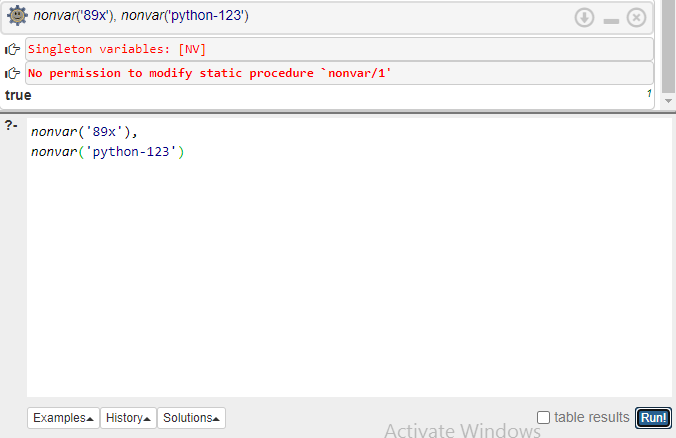 nonvar('89x'), nonvar('python-123')
Singleton variables: [NV]
No permission to modify static procedure `nonvar/1'
true 1
?- nonvar('89x'),
nonvar('python-123')
Examples History Solutions table results Run!
Activate Windows